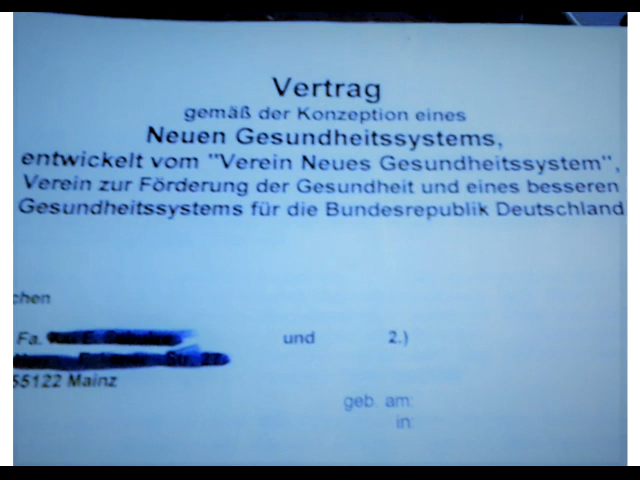 Vertrag
gemäß der Konzeption eines
Neuen Gesundheitssystems,
entwickelt vom "Verein Neues Gesundheitssystem",
Verein zur Förderung der Gesundheit und eines besseren
Gesundheitssystems für die Bundesrepublik Deutschland
chen
Fa. und 2.)
55122 Mainz
geb. am:
in: